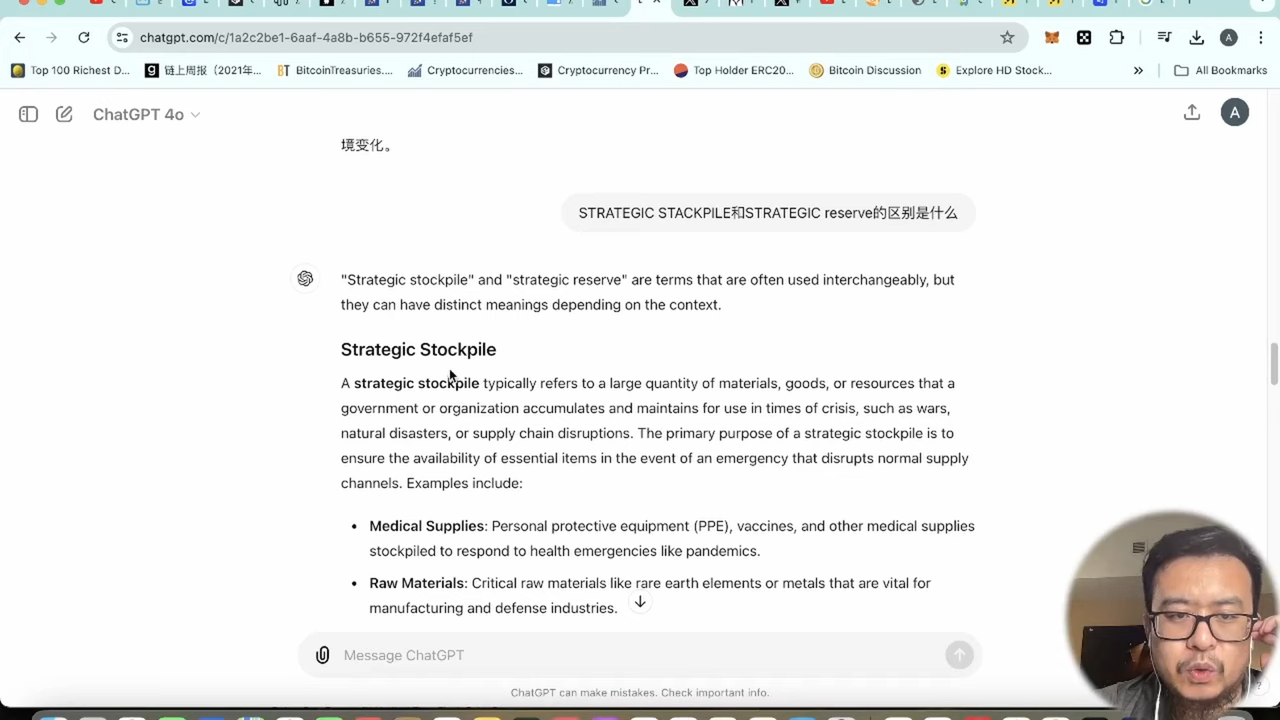 chatgpt.com/c/1a2c2be1-6aaf-4a8b-b655-972f4efaf5ef
A
Top 100 Richest D...
链上周报（2021年...
BitcoinTreasuries....
Cryptocurrencies...
Cryptocurrency Pr...
Top Holder ERC20...
Bitcoin Discussion
Explore HD Stock...
»
All Bookmarks
ChatGPT 4o
A
境变化。
STRATEGIC STACKPILE和STRATEGIC reserve的区别是什么
"Strategic stockpile" and "strategic reserve" are terms that are often used interchangeably, but
they can have distinct meanings depending on the context.
Strategic Stockpile
A strategic stockpile typically refers to a large quantity of materials, goods, or resources that a
government or organization accumulates and maintains for use in times of crisis, such as wars,
natural disasters, or supply chain disruptions. The primary purpose of a strategic stockpile is to
ensure the availability of essential items in the event of an emergency that disrupts normal supply
channels. Examples include:
• Medical Supplies: Personal protective equipment (PPE), vaccines, and other medical supplies
stockpiled to respond to health emergencies like pandemics.
• Raw Materials: Critical raw materials like rare earth elements or metals that are vital for
manufacturing and defense industries.
Message ChatGPT
ChatGPT can make mistakes. Check important info.
?